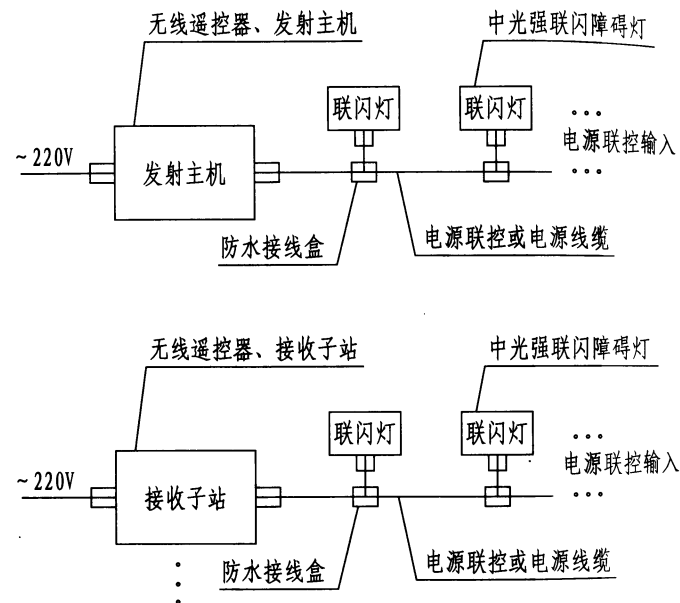 无线遥控器、发射主机
中光强联闪障碍灯
联闪灯
联闪灯
•••
电源联控输入
•••
~220V
发射主机
防水接线盒
电源联控或电源线缆
无线遥控器、接收子站
中光强联闪障碍灯
联闪灯
联闪灯
•••
电源联控输入
•••
~220V
接收子站
防水接线盒
电源联控或电源线缆